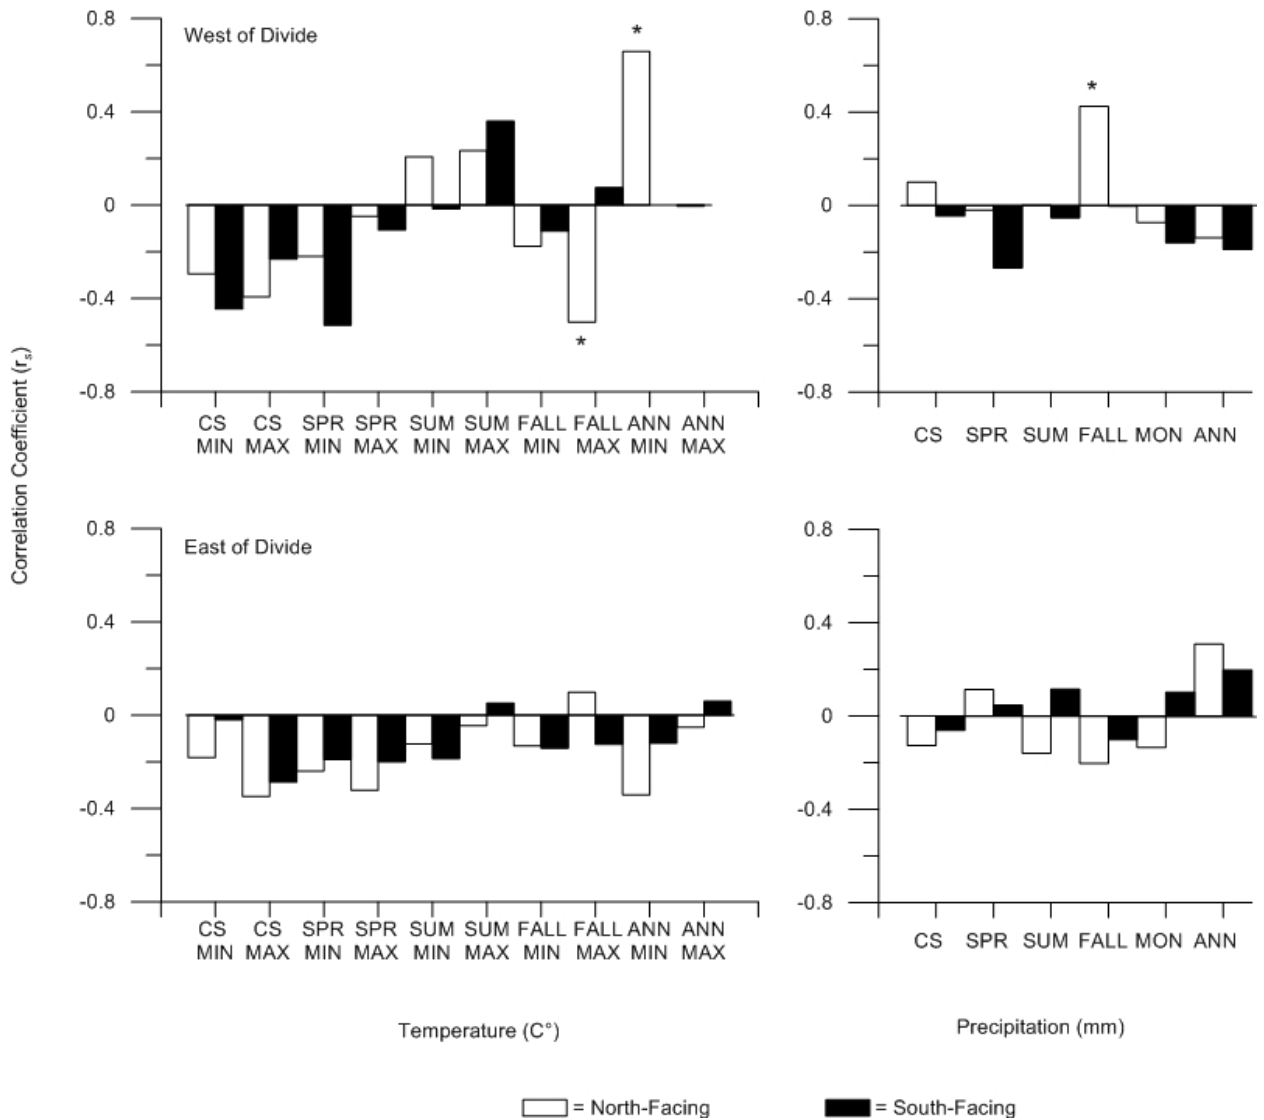 Correlation Coefficient (rs)
West of Divide
0.8
0.4
0
-0.4
-0.8
*
*
CS MIN
CS MAX
SPR MIN
SPR MAX
SUM MIN
SUM MAX
FALL MIN
FALL MAX
ANN MIN
ANN MAX
0.8
0.4
0
-0.4
-0.8
*
CS SPR SUM FALL MON ANN
East of Divide
0.8
0.4
0
-0.4
-0.8
CS MIN
CS MAX
SPR MIN
SPR MAX
SUM MIN
SUM MAX
FALL MIN
FALL MAX
ANN MIN
ANN MAX
0.8
0.4
0
-0.4
-0.8
CS SPR SUM FALL MON ANN
Temperature (C°)
Precipitation (mm)
= North-Facing
= South-Facing